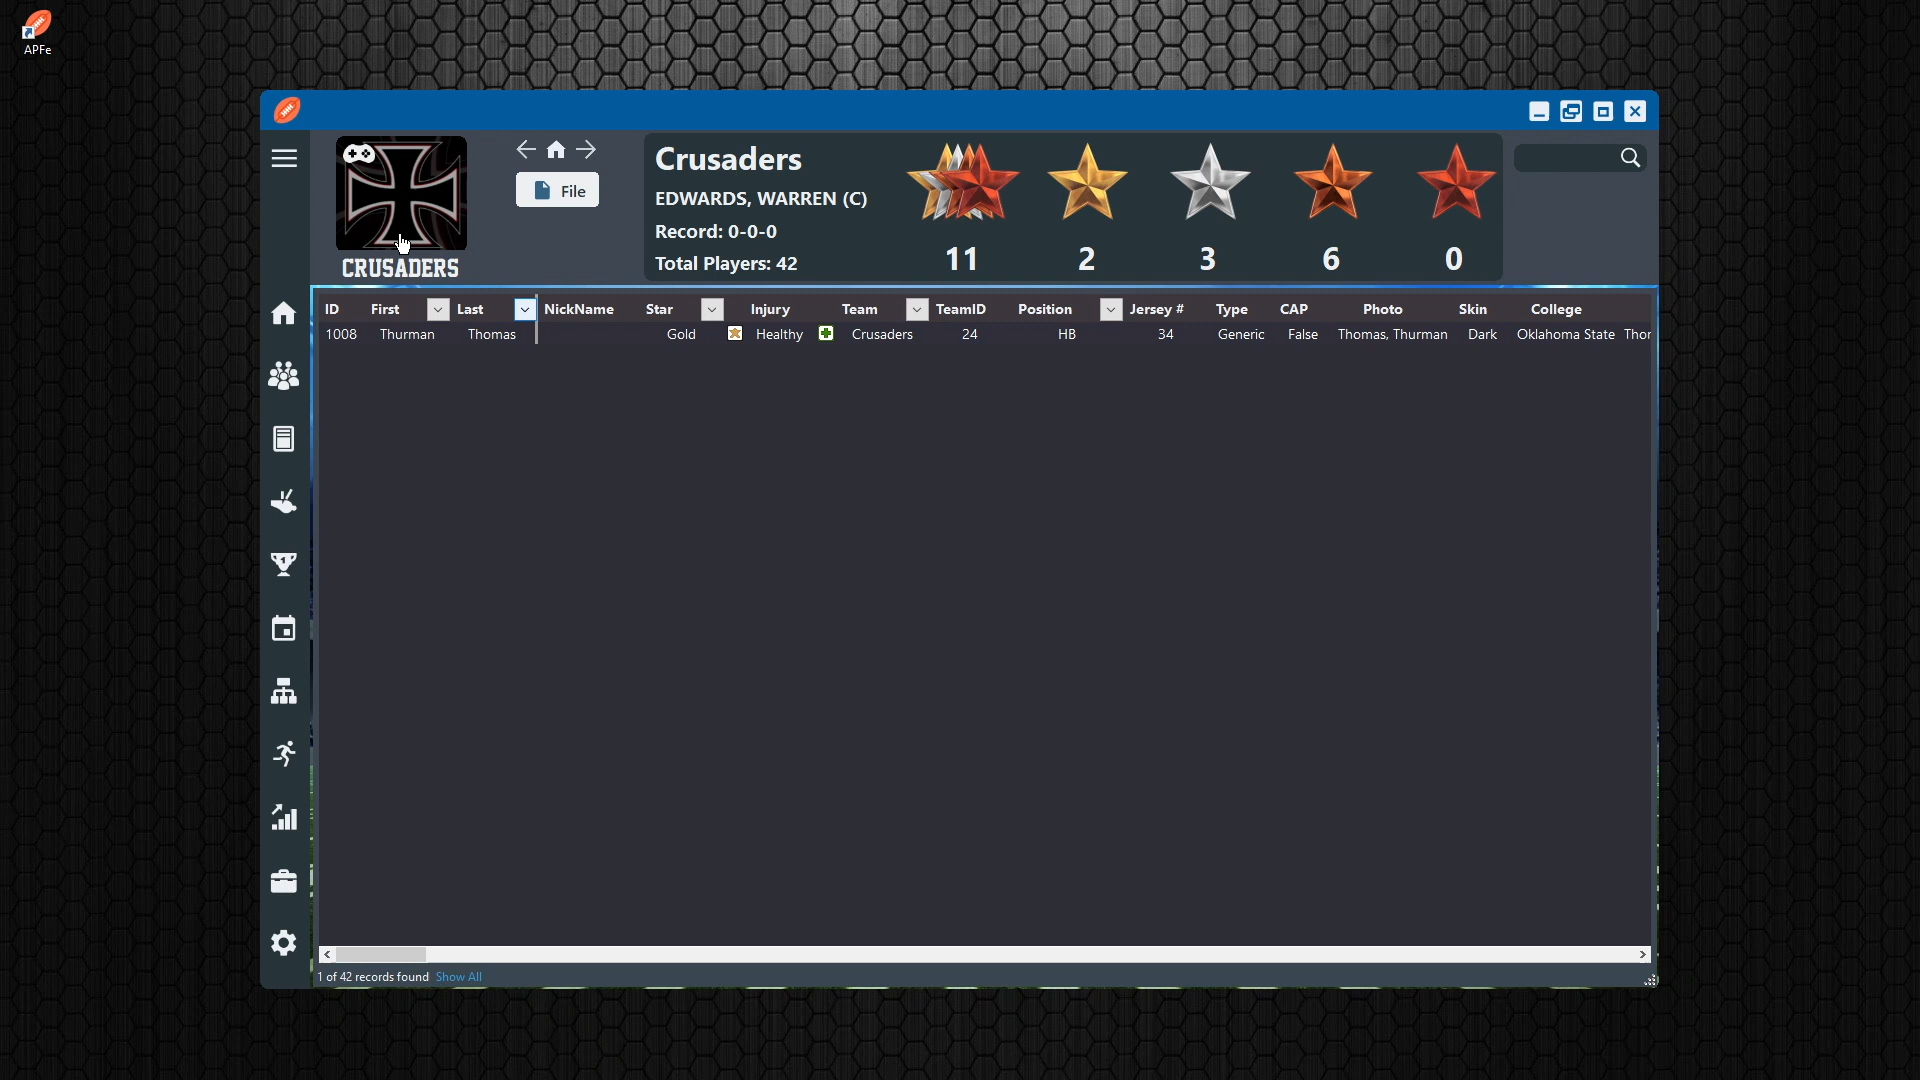 APFe
CRUSADERS
File
Crusaders
EDWARDS, WARREN (C)
Record: 0-0-0
Total Players: 42
11 2 3 6 0
ID First Last NickName Star Injury Team TeamID Position Jersey # Type CAP Photo Skin College
1008 Thurman Thomas Gold Healthy Crusaders 24 HB 34 Generic False Thomas, Thurman Dark Oklahoma State Thor
1 of 42 records found Show All